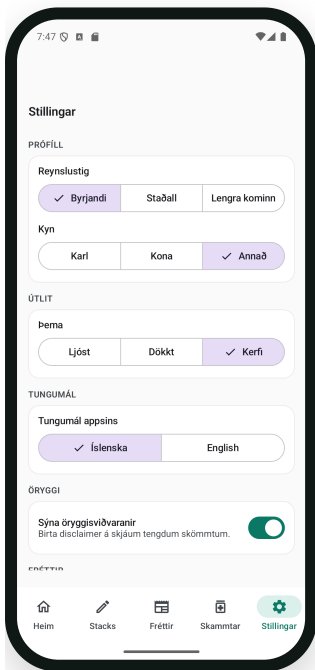 7:47
Stillingar
PRÓFÍLL
Reynslustig
Byrjandi Staðall Lengra kominn
Kyn
Karl Kona Annað
ÚTLIT
Þema
Ljóst Dökkt Kerfi
TUNGUMÁL
Tungumál appsins
Íslenska English
ÖRYGGI
Sýna öryggisviðvaranir
Birta disclaimer á skjáum tengdum skömmtum.
FRÉTTIR
Heim Stacks Fréttir Skammtar Stillingar